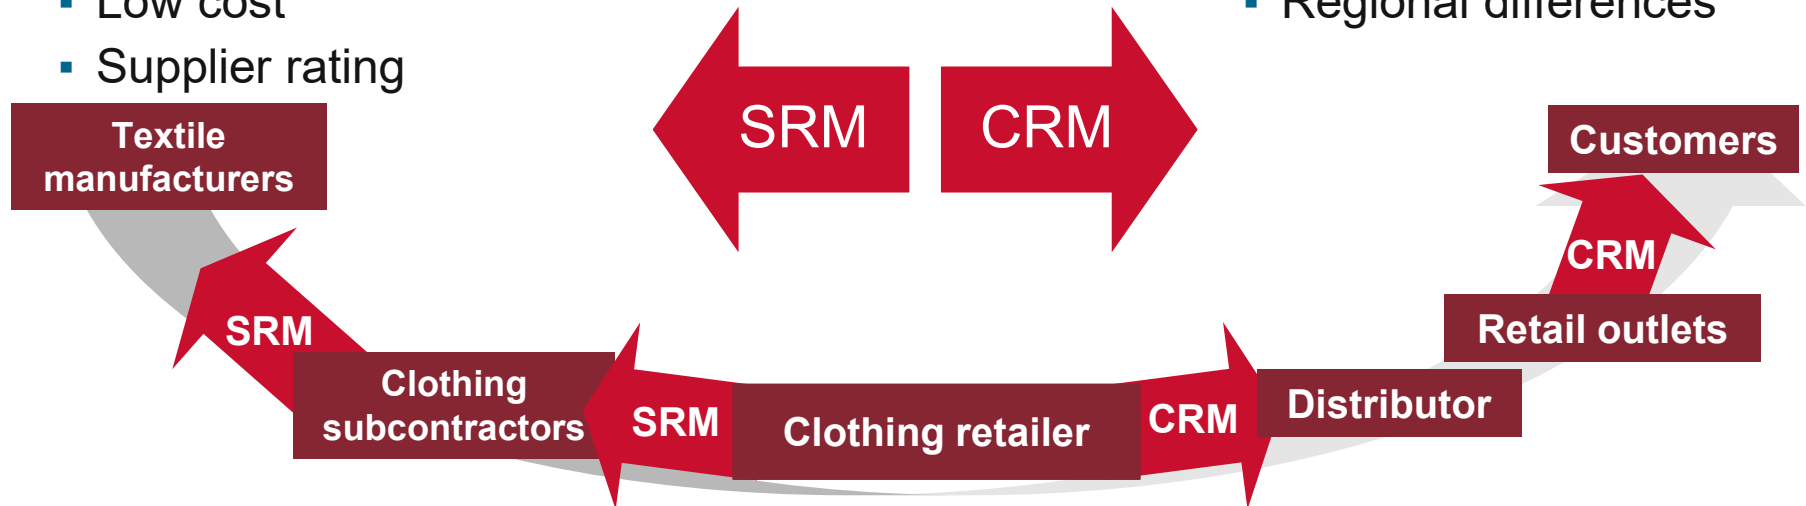 ▪ Low cost
▪ Supplier rating
▪ Regional differences
SRM
CRM
Textile
manufacturers
Customers
SRM
CRM
Clothing
subcontractors
SRM
Clothing retailer
CRM
Distributor
Retail outlets